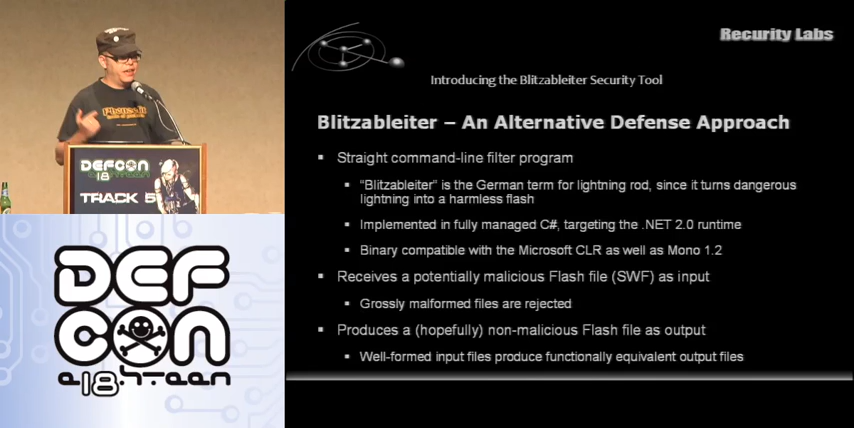 DEFCON
18
TRACK 5
DEF
CON
Recurity Labs
Introducing the Blitzableiter Security Tool
Blitzableiter – An Alternative Defense Approach
Straight command-line filter program
"Blitzableiter" is the German term for lightning rod, since it turns dangerous
lightning into a harmless flash
Implemented in fully managed C#, targeting the .NET 2.0 runtime
Binary compatible with the Microsoft CLR as well as Mono 1.2
Receives a potentially malicious Flash file (SWF) as input
Grossly malformed files are rejected
Produces a (hopefully) non-malicious Flash file as output
Well-formed input files produce functionally equivalent output files